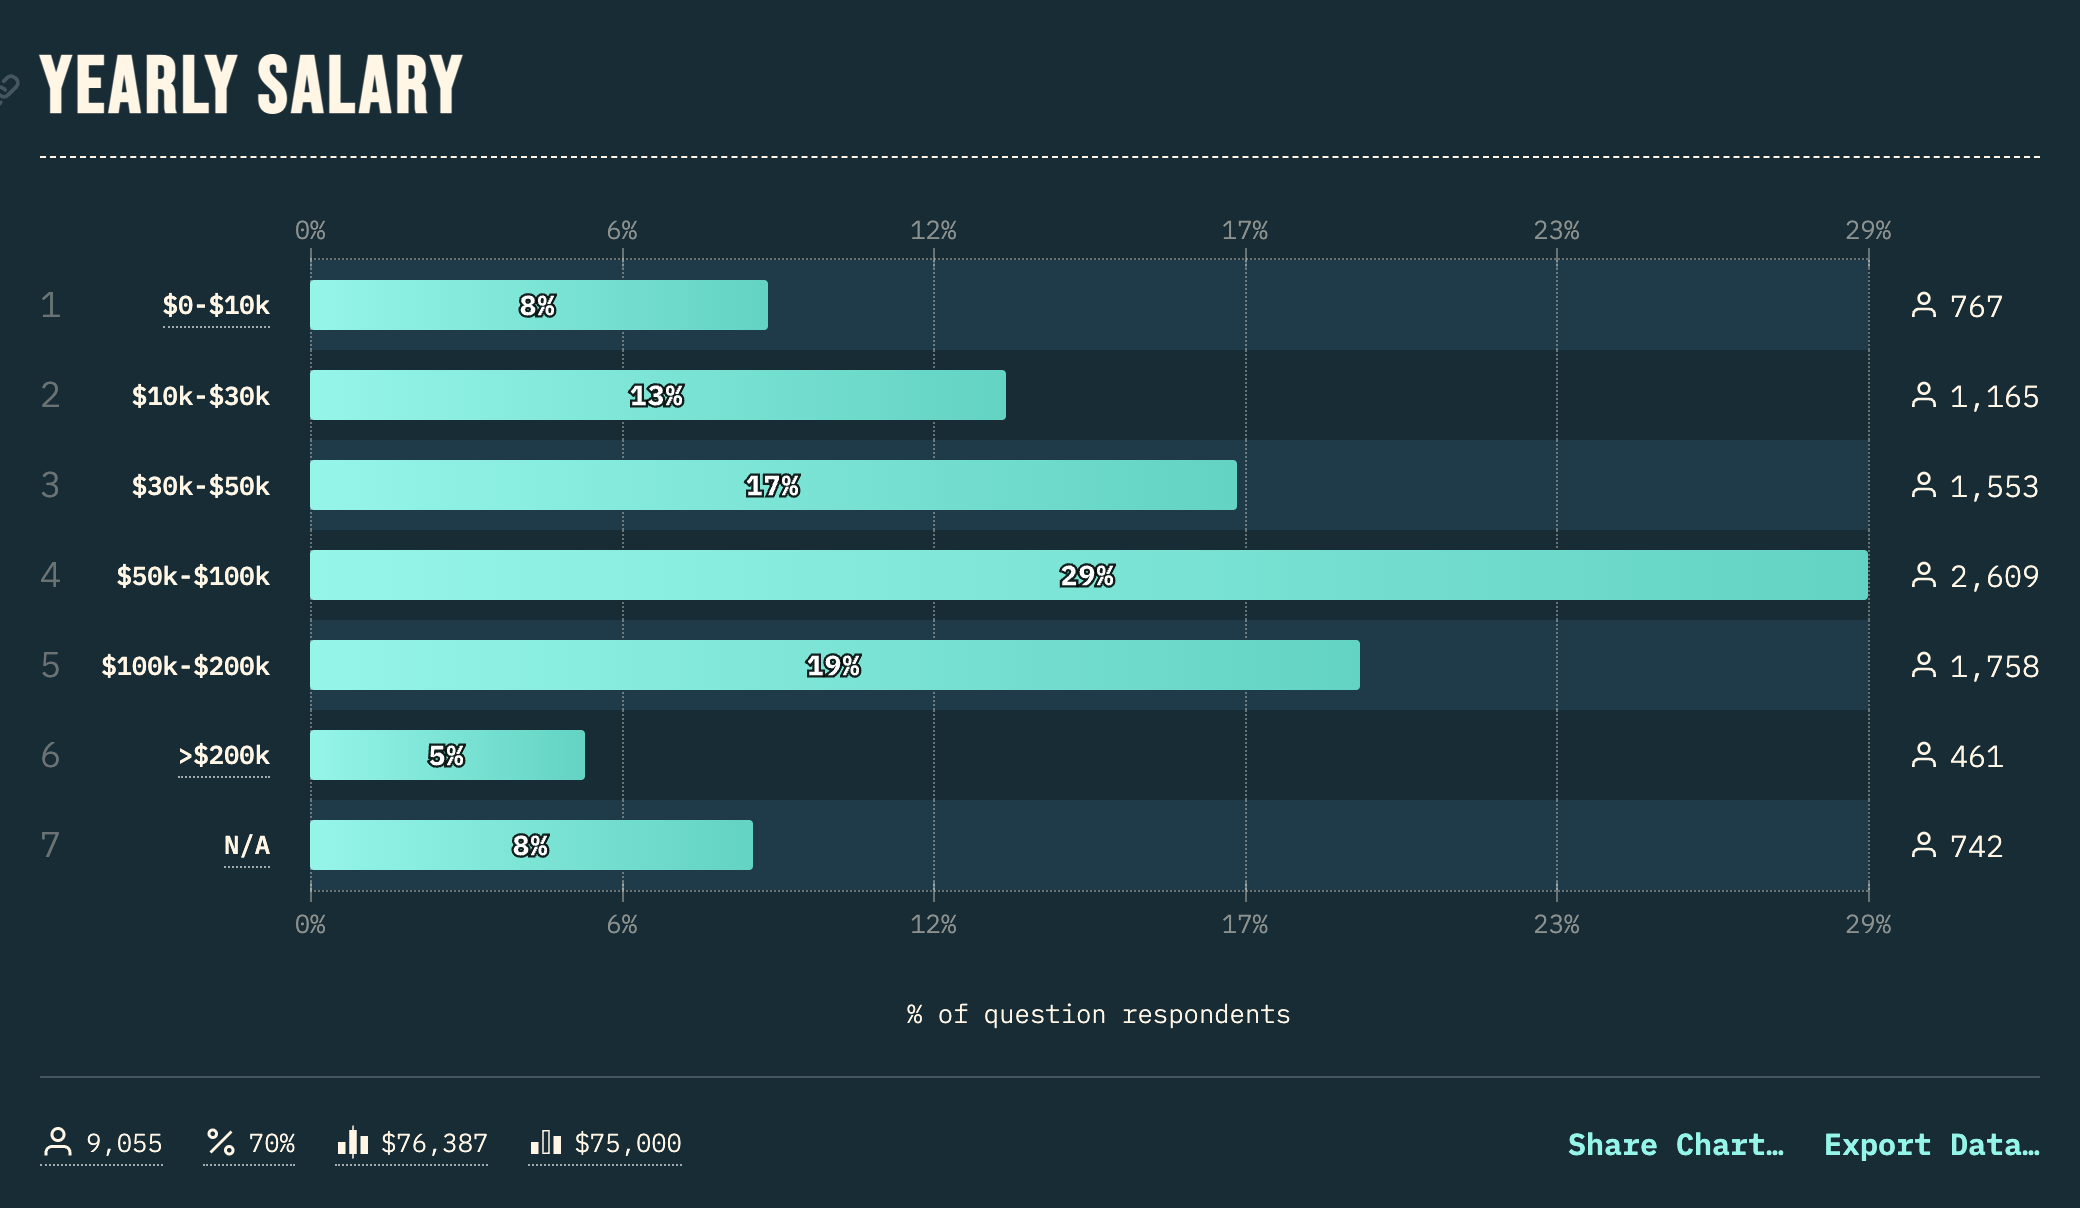 YEARLY SALARY
0% 6% 12% 17% 23% 29%
1 $0-$10k 8% 767
2 $10k-$30k 13% 1,165
3 $30k-$50k 17% 1,553
4 $50k-$100k 29% 2,609
5 $100k-$200k 19% 1,758
6 >$200k 5% 461
7 N/A 8% 742
0% 6% 12% 17% 23% 29%
% of question respondents
9,055 % 70% $76,387 $75,000 Share Chart… Export Data…